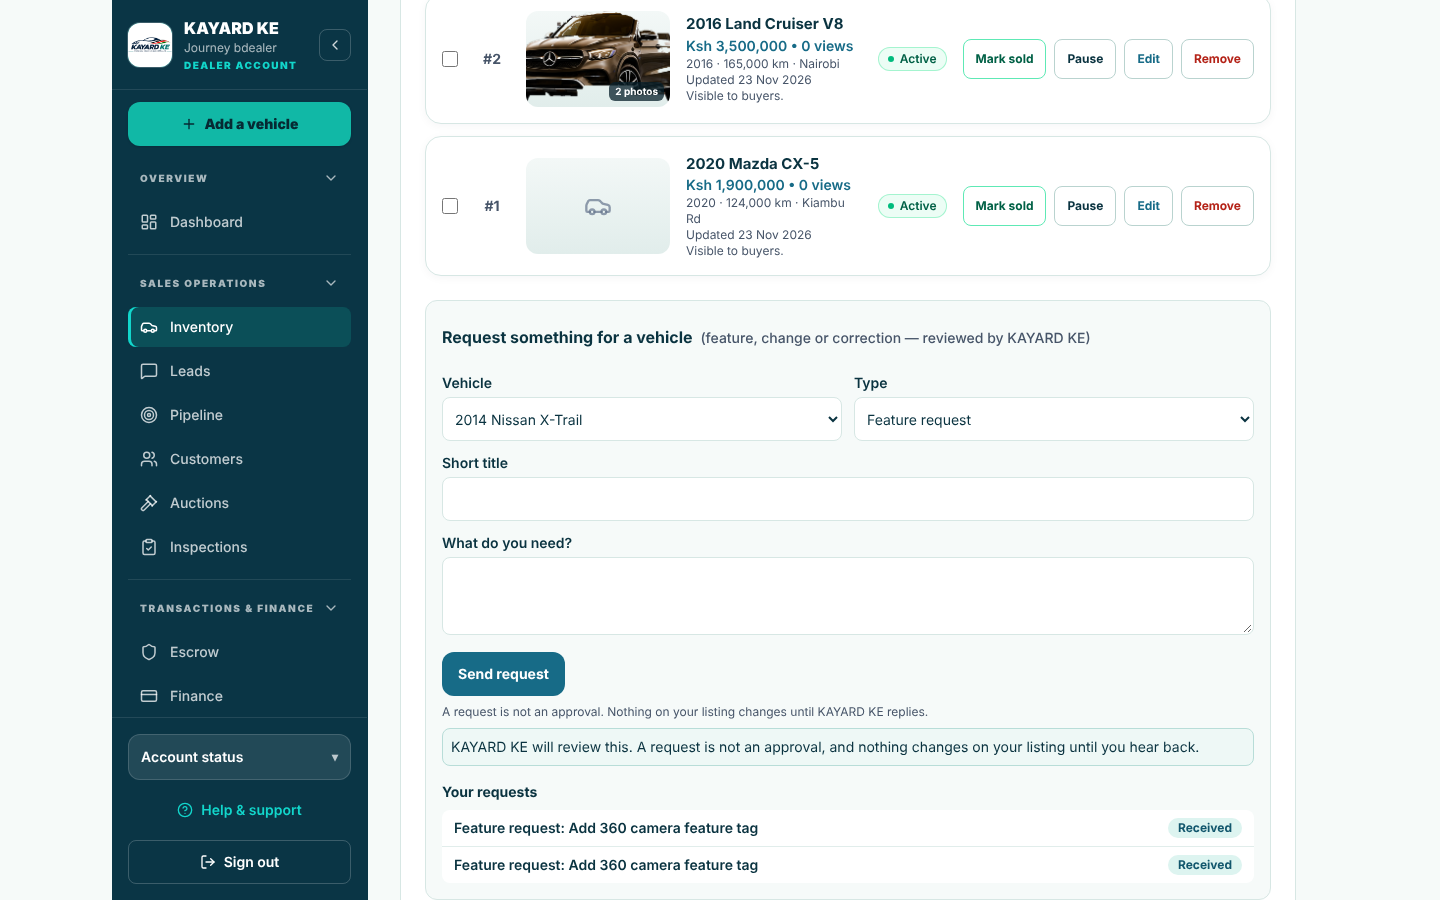 KAYARD KE
KAYARD KE
Journey bdealer
DEALER ACCOUNT
Add a vehicle
OVERVIEW
Dashboard
SALES OPERATIONS
Inventory
Leads
Pipeline
Customers
Auctions
Inspections
TRANSACTIONS & FINANCE
Escrow
Finance
Account status
Help & support
Sign out
#2
2 photos
2016 Land Cruiser V8
Ksh 3,500,000 • 0 views
2016 · 165,000 km · Nairobi
Updated 23 Nov 2026
Visible to buyers.
Active
Mark sold
Pause
Edit
Remove
#1
2020 Mazda CX-5
Ksh 1,900,000 • 0 views
2020 · 124,000 km · Kiambu
Rd
Updated 23 Nov 2026
Visible to buyers.
Active
Mark sold
Pause
Edit
Remove
Request something for a vehicle (feature, change or correction — reviewed by KAYARD KE)
Vehicle
2014 Nissan X-Trail
Type
Feature request
Short title
What do you need?
Send request
A request is not an approval. Nothing on your listing changes until KAYARD KE replies.
KAYARD KE will review this. A request is not an approval, and nothing changes on your listing until you hear back.
Your requests
Feature request: Add 360 camera feature tag
Received
Feature request: Add 360 camera feature tag
Received